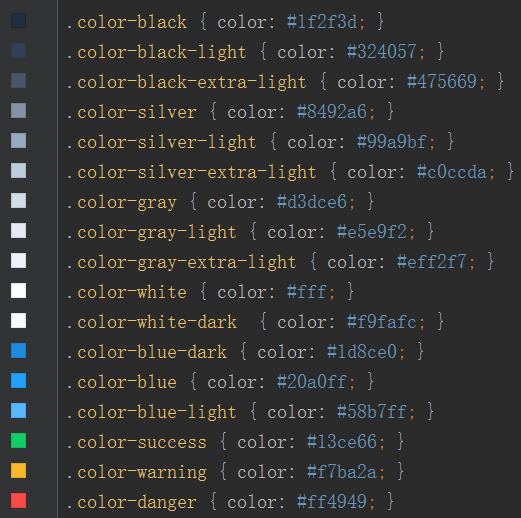 .color-black { color: #1f2f3d; }
.color-black-light { color: #324057; }
.color-black-extra-light { color: #475669; }
.color-silver { color: #8492a6; }
.color-silver-light { color: #99a9bf; }
.color-silver-extra-light { color: #c0ccda; }
.color-gray { color: #d3dce6; }
.color-gray-light { color: #e5e9f2; }
.color-gray-extra-light { color: #eff2f7; }
.color-white { color: #fff; }
.color-white-dark  { color: #f9fafc; }
.color-blue-dark { color: #1d8ce0; }
.color-blue { color: #20a0ff; }
.color-blue-light { color: #58b7ff; }
.color-success { color: #13ce66; }
.color-warning { color: #f7ba2a; }
.color-danger { color: #ff4949; }